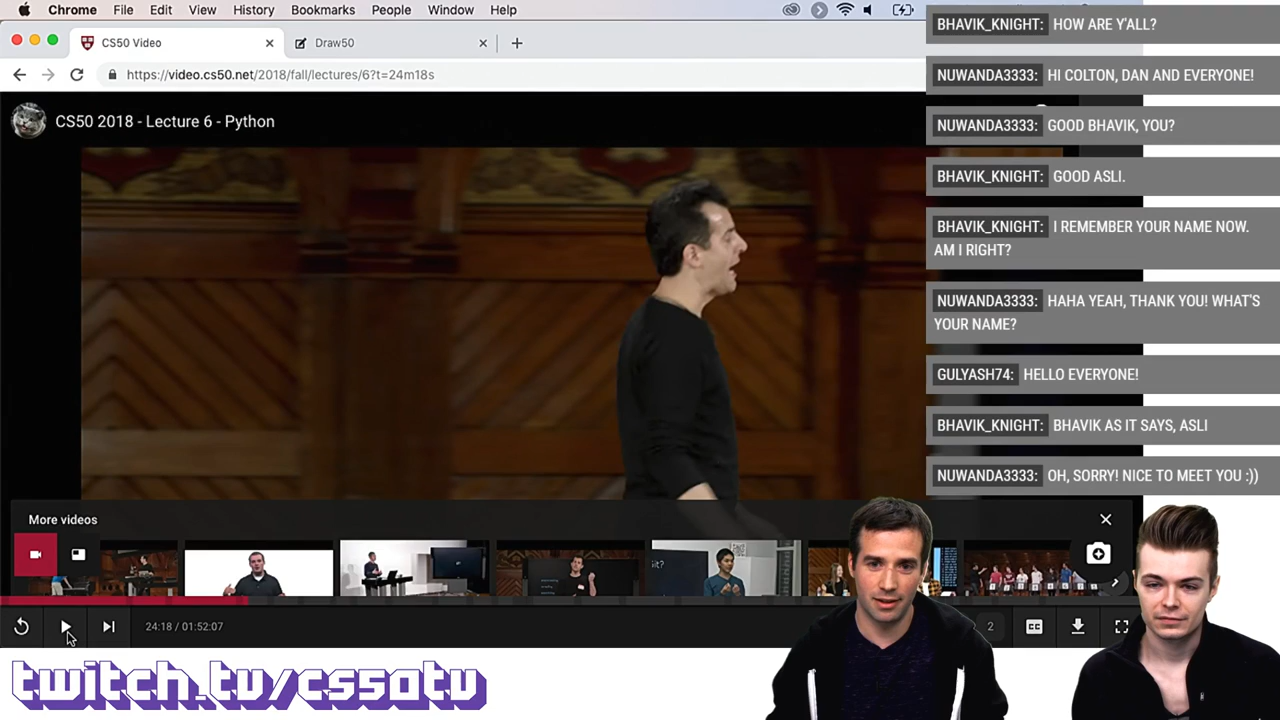 Chrome File Edit View History Bookmarks People Window Help
CS50 Video
Draw50
https://video.cs50.net/2018/fall/lectures/6?t=24m18s
CS50 2018 - Lecture 6 - Python
BHAVIK_KNIGHT: HOW ARE Y'ALL?
NUWANDA3333: HI COLTON, DAN AND EVERYONE!
NUWANDA3333: GOOD BHAVIK, YOU?
BHAVIK_KNIGHT: GOOD ASLI.
BHAVIK_KNIGHT: I REMEMBER YOUR NAME NOW.
AM I RIGHT?
NUWANDA3333: HAHA YEAH, THANK YOU! WHAT'S
YOUR NAME?
GULYASH74: HELLO EVERYONE!
BHAVIK_KNIGHT: BHAVIK AS IT SAYS, ASLI
NUWANDA3333: OH, SORRY! NICE TO MEET YOU :))
More videos
24:18 / 01:52:07
2
CC
twitch.tv/cs50tv